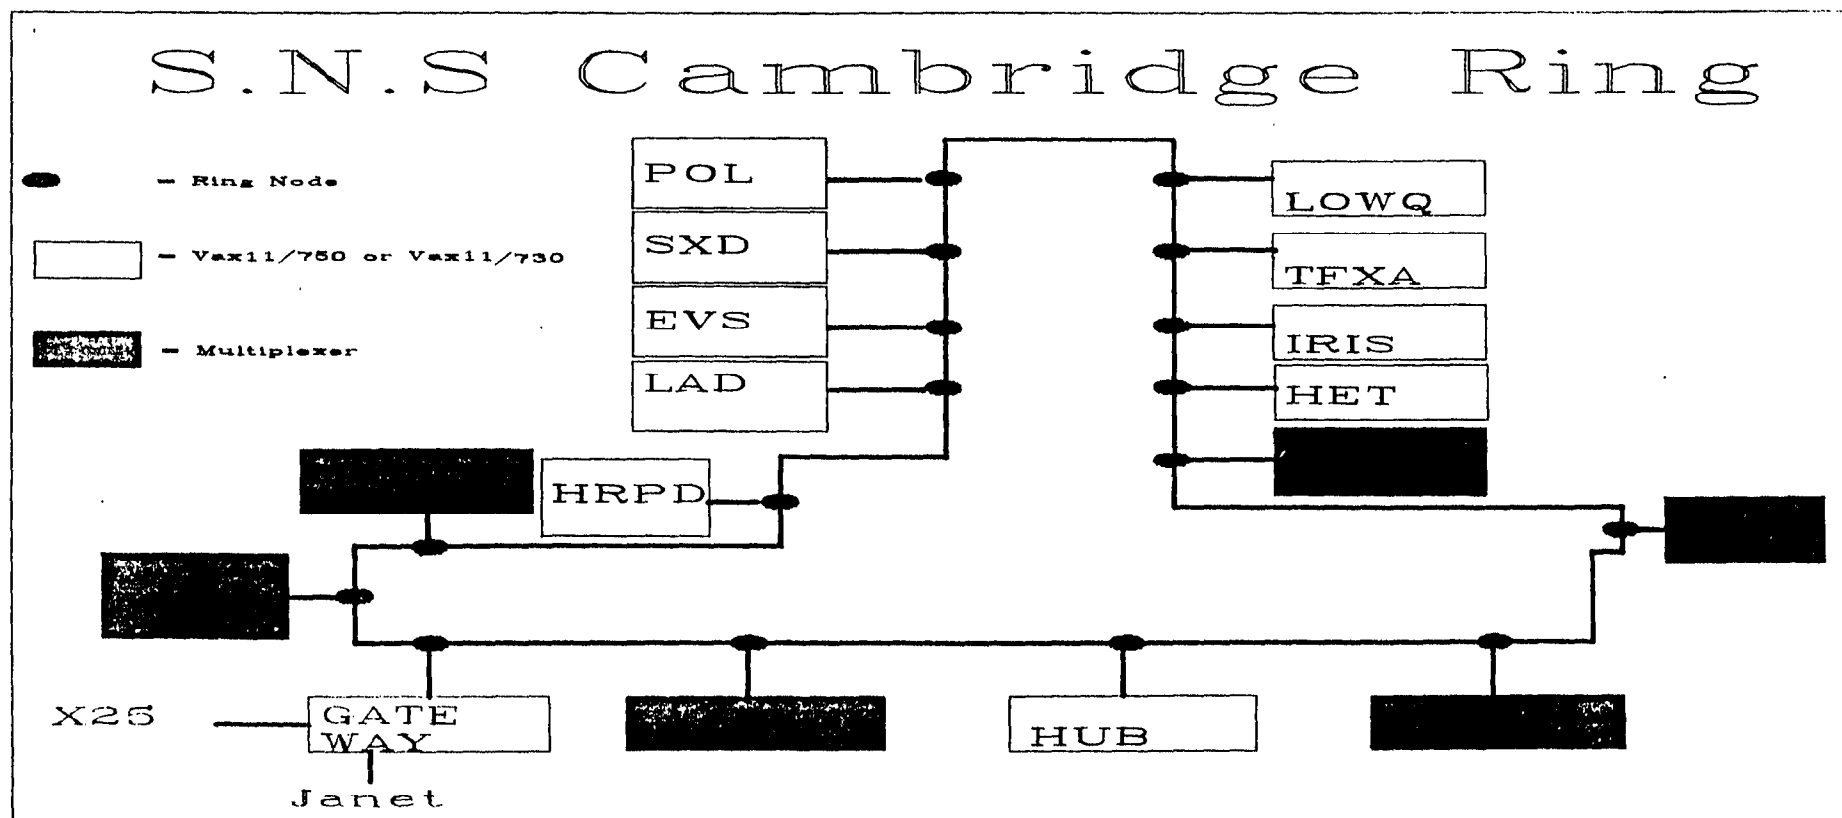 S.N.S Cambridge Ring
– Ring Node
– Vax11/750 or Vax11/730
– Multiplexer
POL
SXD
EVS
LAD
HRPD
LOWQ
TFXA
IRIS
HET
X25
GATE
WAY
HUB
Janet